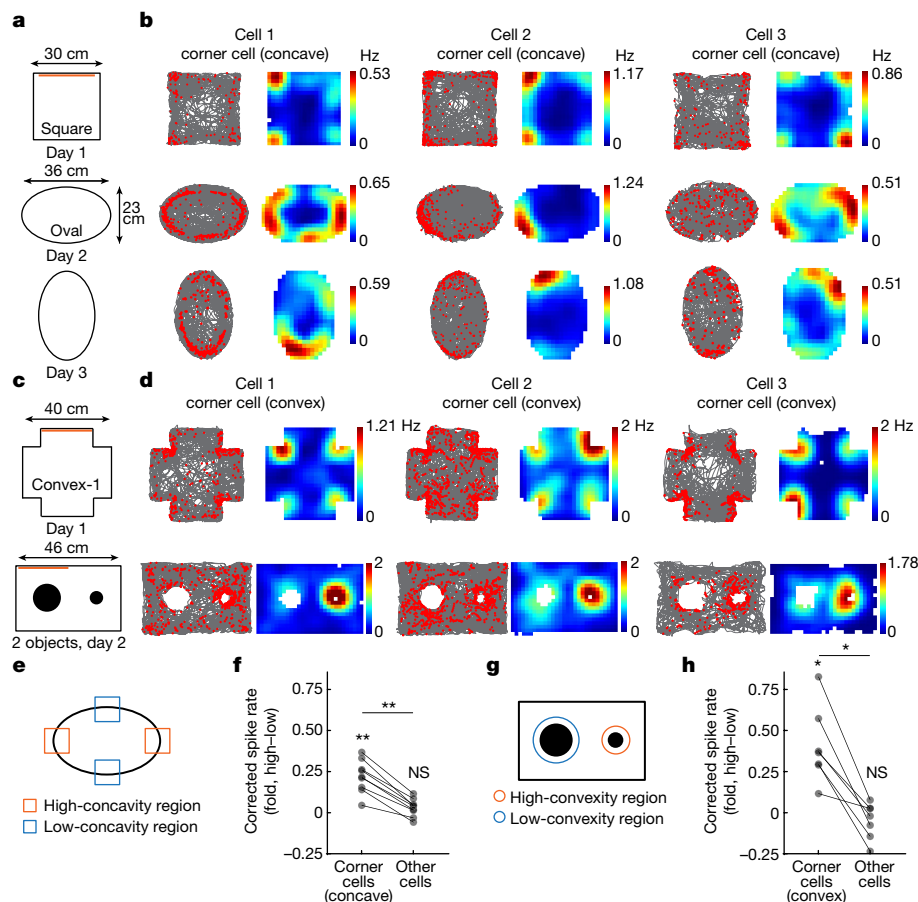 a
30 cm
Square
Day 1
36 cm
23 cm
Oval
Day 2
Day 3
b
Cell 1
corner cell (concave)
Hz
0.53
0
0.65
0
0.59
0
Cell 2
corner cell (concave)
Hz
1.17
0
1.24
0
1.08
0
Cell 3
corner cell (concave)
Hz
0.86
0
0.51
0
0.51
0
c
40 cm
Convex-1
Day 1
46 cm
2 objects, day 2
d
Cell 1
corner cell (convex)
1.21 Hz
0
2
0
Cell 2
corner cell (convex)
2 Hz
0
2
0
Cell 3
corner cell (convex)
2 Hz
0
1.78
0
e
High-concavity region
Low-concavity region
f
Corrected spike rate
(fold, high–low)
0.75
0.50
0.25
0
–0.25
**
**
NS
Corner
cells
(concave)
Other
cells
g
High-convexity region
Low-convexity region
h
Corrected spike rate
(fold, high–low)
0.75
0.50
0.25
0
–0.25
*
*
NS
Corner
cells
(convex)
Other
cells